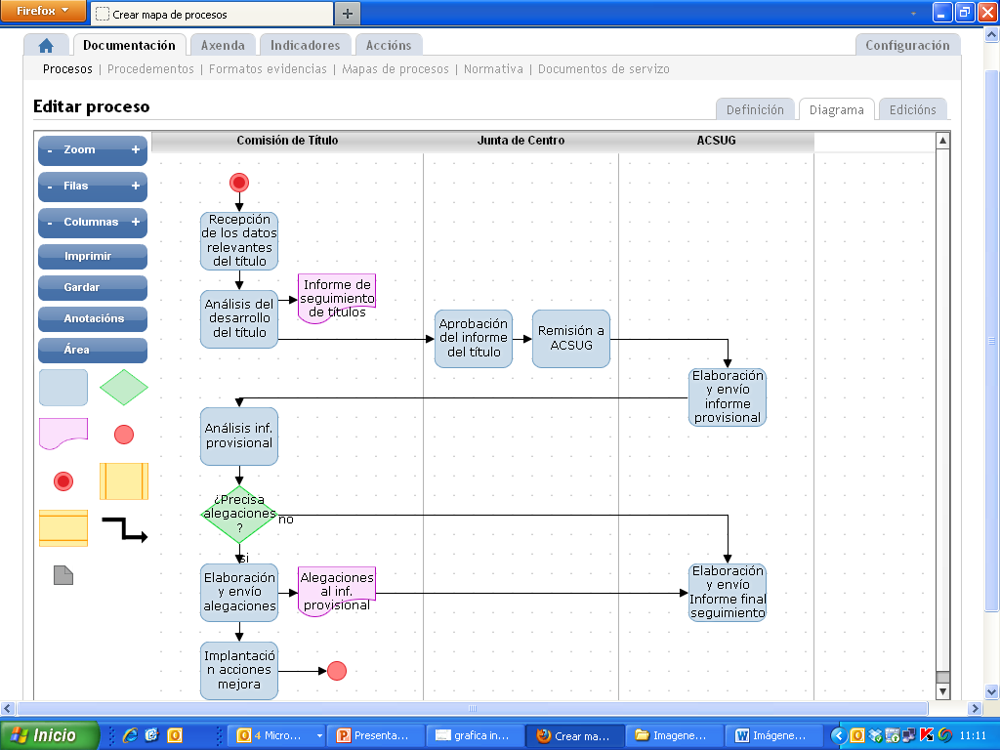 Firefox
Crear mapa de procesos
Documentación
Axenda
Indicadores
Accións
Configuración
Procesos | Procedementos | Formatos evidencias | Mapas de procesos | Normativa | Documentos de servizo
Editar proceso
Definición
Diagrama
Edicións
- Zoom +
- Filas +
- Columnas +
Imprimir
Gardar
Anotacións
Área
Comisión de Título
Junta de Centro
ACSUG
Recepción
de los datos
relevantes
del título
Informe de
seguimiento
de títulos
Análisis del
desarrollo
del título
Aprobación
del informe
del título
Remisión a
ACSUG
Elaboración
y envío
informe
provisional
Análisis inf.
provisional
¿Precisa
alegaciones
?
no
si
Elaboración
y envío
alegaciones
Alegaciones
al inf.
provisional
Elaboración
y envío
Informe final
seguimiento
Implantació
n acciones
mejora
Inicio
4 Micro...
Presenta...
grafica in...
Crear ma...
Imagene...
Imágene...
11:11